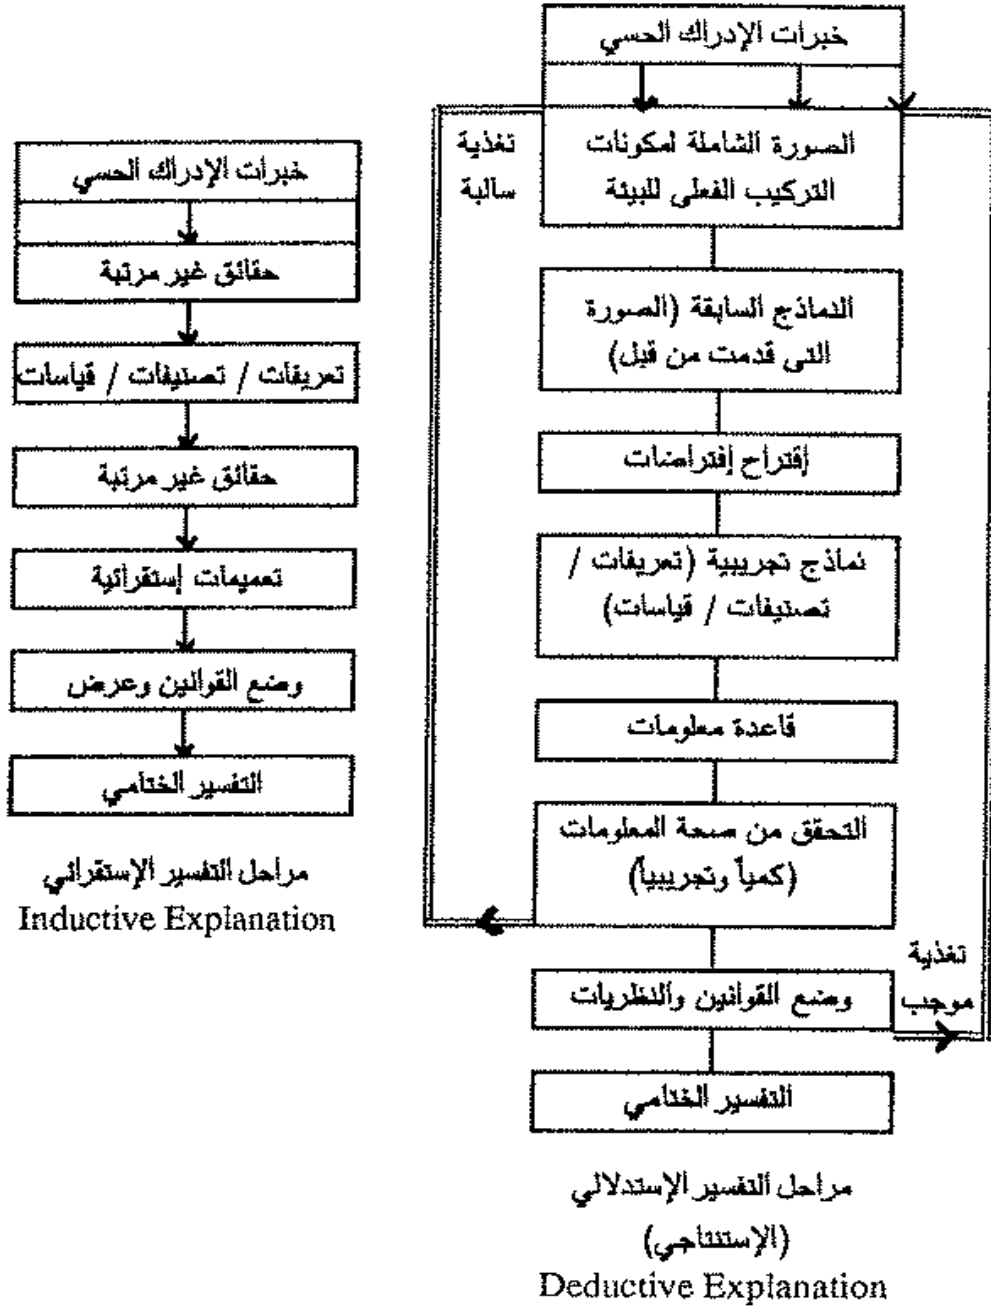 خبرات الإدراك الحسي
الصورة الشاملة لمكونات
التركيب الفعلى للبيئة
تغذية
سالبة
النماذج السابقة (الصورة
التى قدمت من قبل)
إقتراح إفتراضات
نماذج تجريبية (تعريفات /
تصنيفات / قياسات)
قاعدة معلومات
التحقق من صحة المعلومات
(كمياً وتجريبياً)
تغذية
موجب
وضع القوانين والنظريات
التفسير الختامي
مراحل التفسير الإستدلالي
(الإستنتاجي)
Deductive Explanation
خبرات الإدراك الحسي
حقائق غير مرتبة
تعريفات / تصنيفات / قياسات
حقائق غير مرتبة
تعميمات إستقرائية
وضع القوانين وعرض
التفسير الختامي
مراحل التفسير الإستقرائي
Inductive Explanation